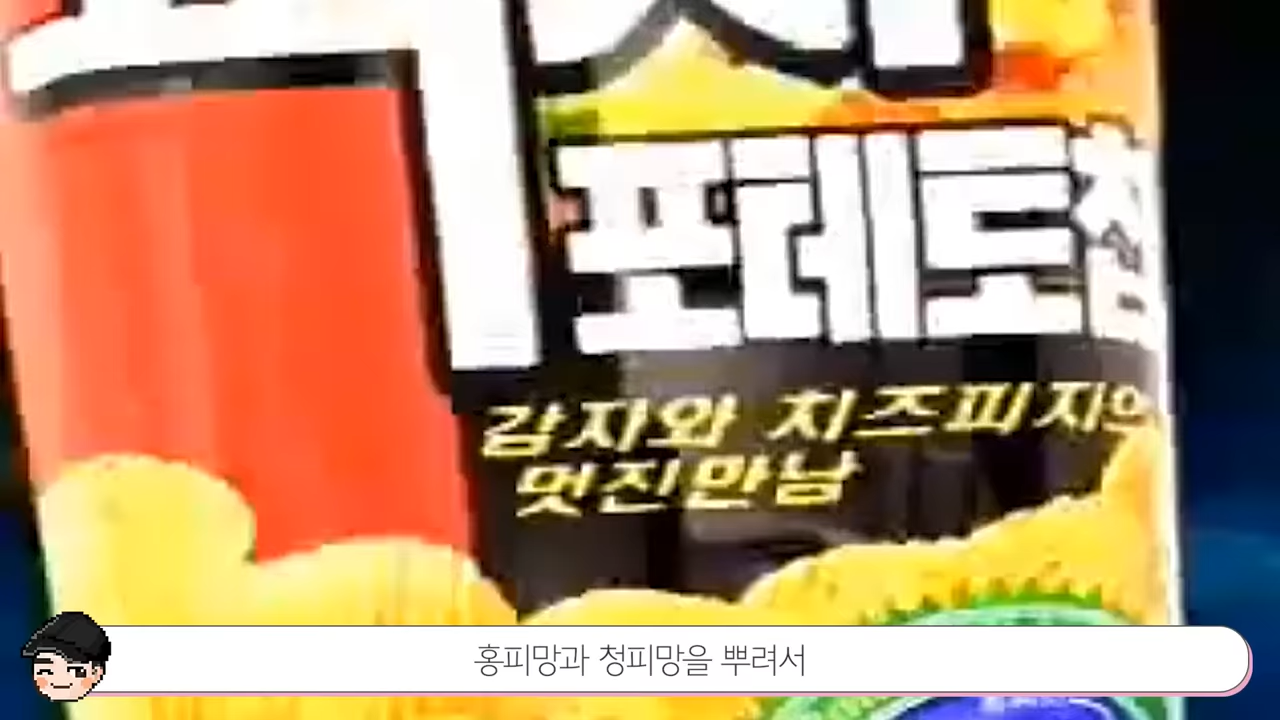 포테토칩
감자와 치즈피자의
멋진만남
홍피망과 청피망을 뿌려서